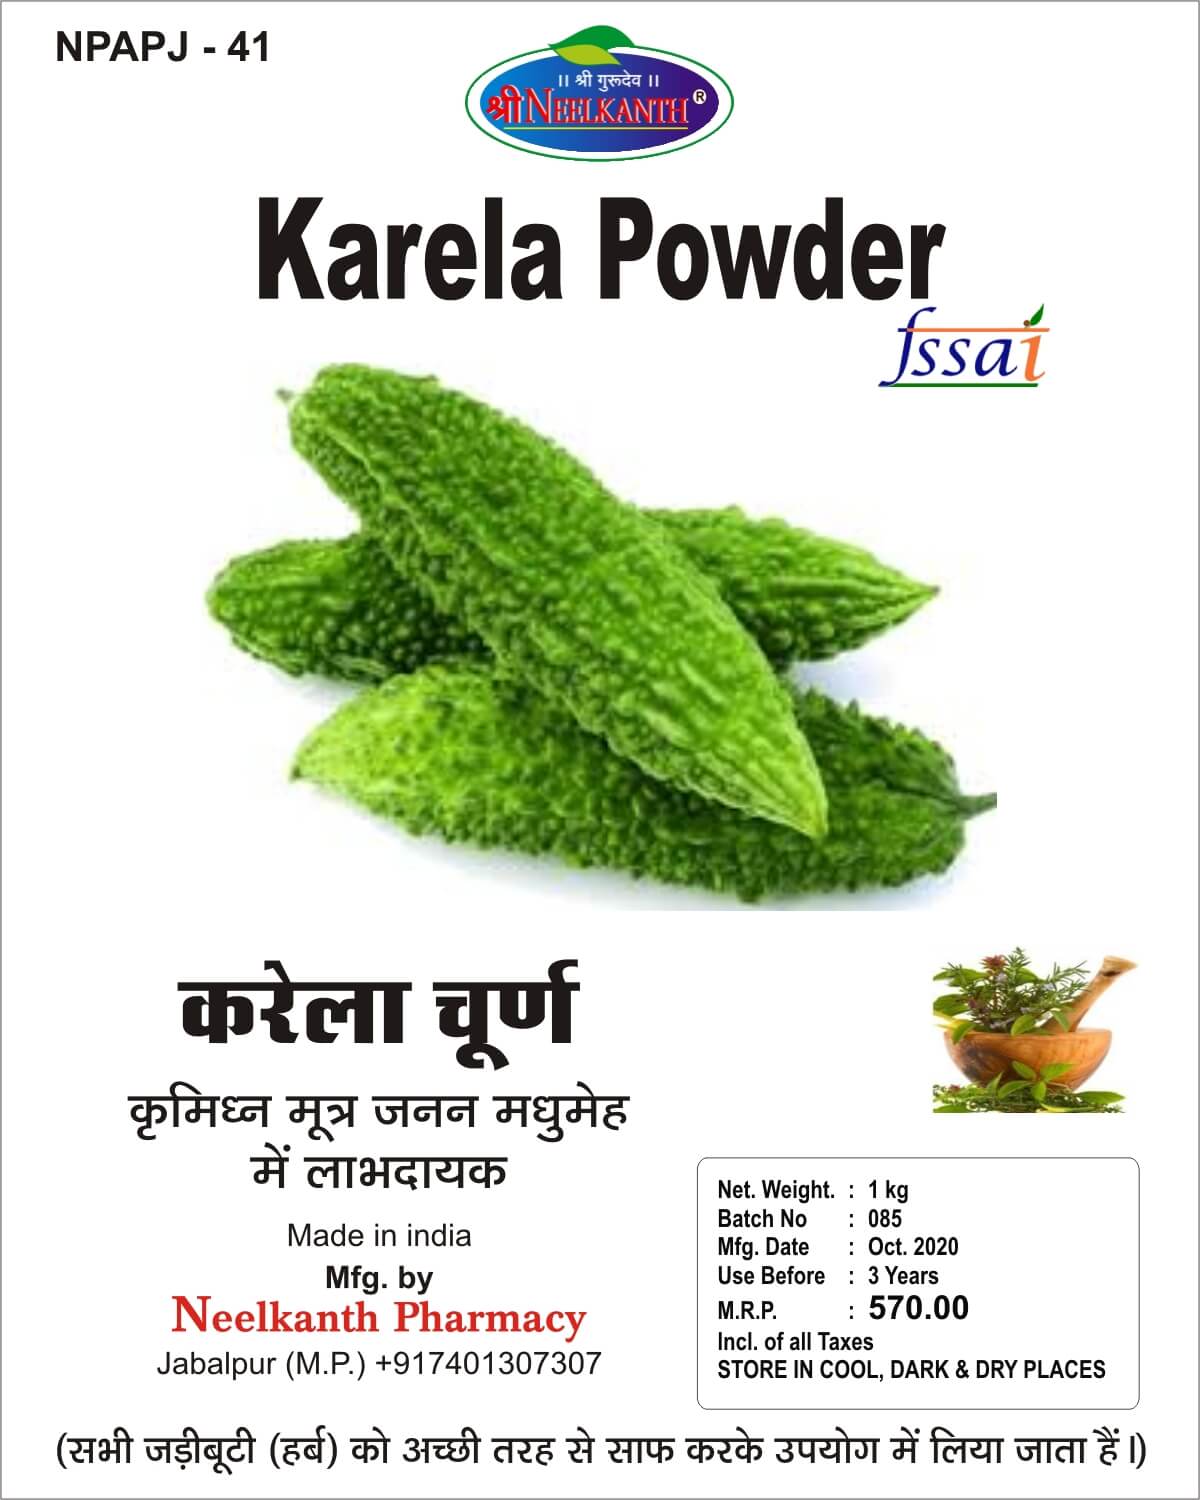 NPAPJ - 41
।। श्री गुरूदेव ।।
श्री NEELKANTH ®
Karela Powder
fssai
करेला चूर्ण
कृमिध्न मूत्र जनन मधुमेह
में लाभदायक
Made in india
Mfg. by
Neelkanth Pharmacy
Jabalpur (M.P.) +917401307307
Net. Weight. : 1 kg
Batch No : 085
Mfg. Date : Oct. 2020
Use Before : 3 Years
M.R.P. : 570.00
Incl. of all Taxes
STORE IN COOL, DARK & DRY PLACES
(सभी जड़ीबूटी (हर्ब) को अच्छी तरह से साफ करके उपयोग में लिया जाता हैं।)